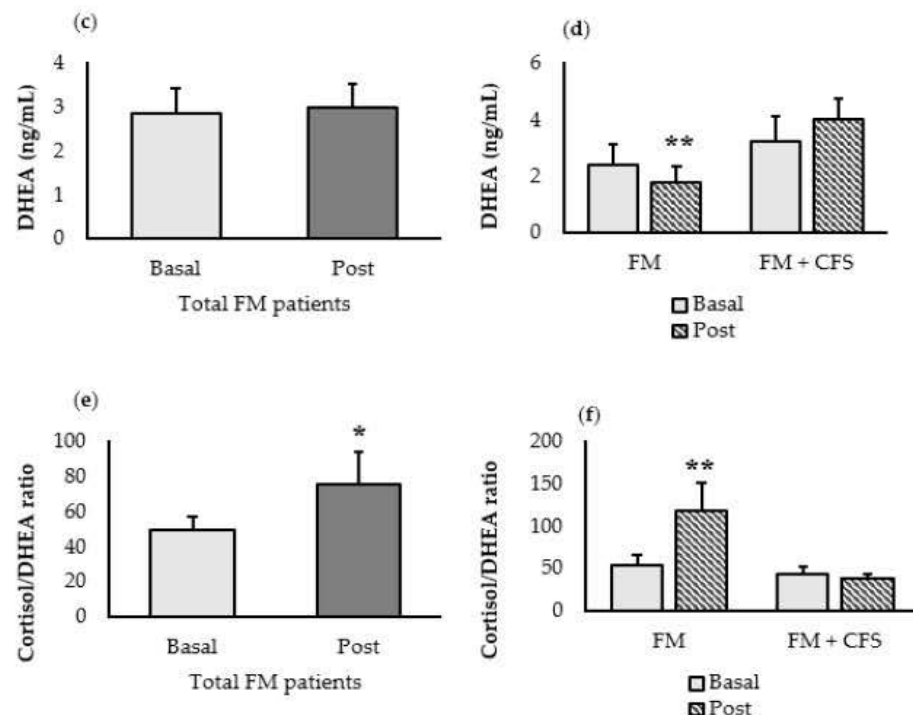 (c)
DHEA (ng/mL)
4
3
2
1
0
Basal Post
Total FM patients
(d)
DHEA (ng/mL)
6
4
2
0
**
FM FM + CFS
Basal
Post
(e)
Cortisol/DHEA ratio
100
80
60
40
20
0
*
Basal Post
Total FM patients
(f)
Cortisol/DHEA ratio
200
150
100
50
0
**
FM FM + CFS
Basal
Post